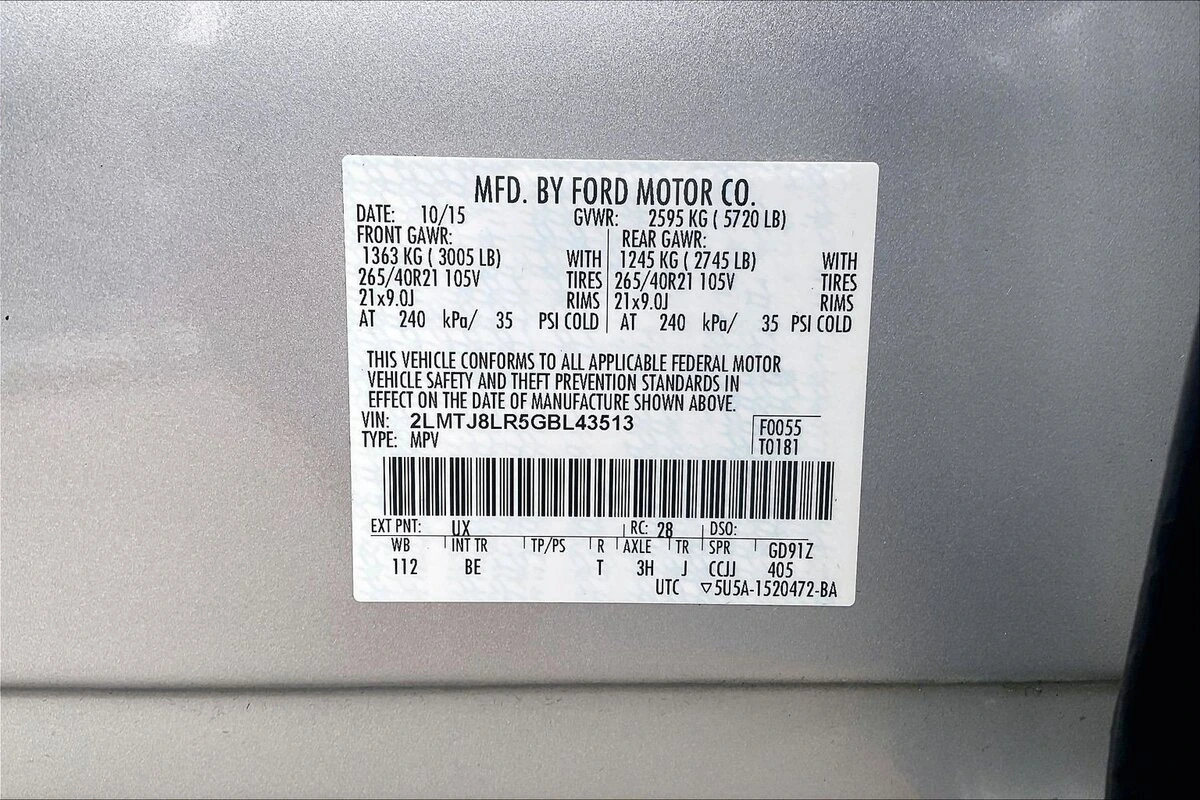 MFD. BY FORD MOTOR CO.
DATE: 10/15 GVWR: 2595 KG ( 5720 LB)
FRONT GAWR: REAR GAWR:
1363 KG ( 3005 LB) WITH 1245 KG ( 2745 LB) WITH
265/40R21 105V TIRES 265/40R21 105V TIRES
21x9.0J RIMS 21x9.0J RIMS
AT 240 kPa/ 35 PSI COLD AT 240 kPa/ 35 PSI COLD
THIS VEHICLE CONFORMS TO ALL APPLICABLE FEDERAL MOTOR
VEHICLE SAFETY AND THEFT PREVENTION STANDARDS IN
EFFECT ON THE DATE OF MANUFACTURE SHOWN ABOVE.
VIN: 2LMTJ8LR5GBL43513 F0055
TYPE: MPV T0181
EXT PNT: UX RC: 28 DSO:
WB INT TR TP/PS R AXLE TR SPR GD91Z
112 BE T 3H J CCJJ 405
UTC ▽5U5A-1520472-BA